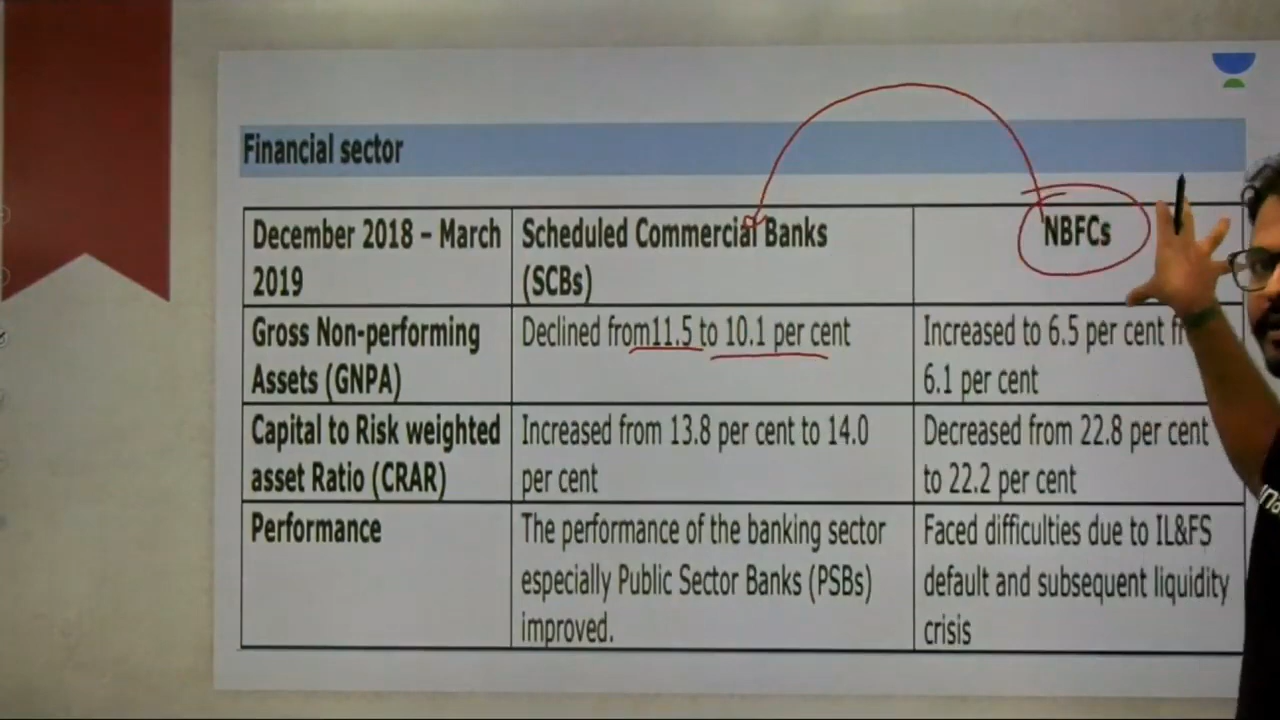 Financial sector
December 2018 – March
2019
Scheduled Commercial Banks
(SCBs)
NBFCs
Gross Non-performing
Assets (GNPA)
Declined from11.5 to 10.1 per cent
Increased to 6.5 per cent
6.1 per cent
Capital to Risk weighted
asset Ratio (CRAR)
Increased from 13.8 per cent to 14.0
per cent
Decreased from 22.8 per cent
to 22.2 per cent
Performance
The performance of the banking sector
especially Public Sector Banks (PSBs)
improved.
Faced difficulties due to IL&FS
default and subsequent liquidity
crisis